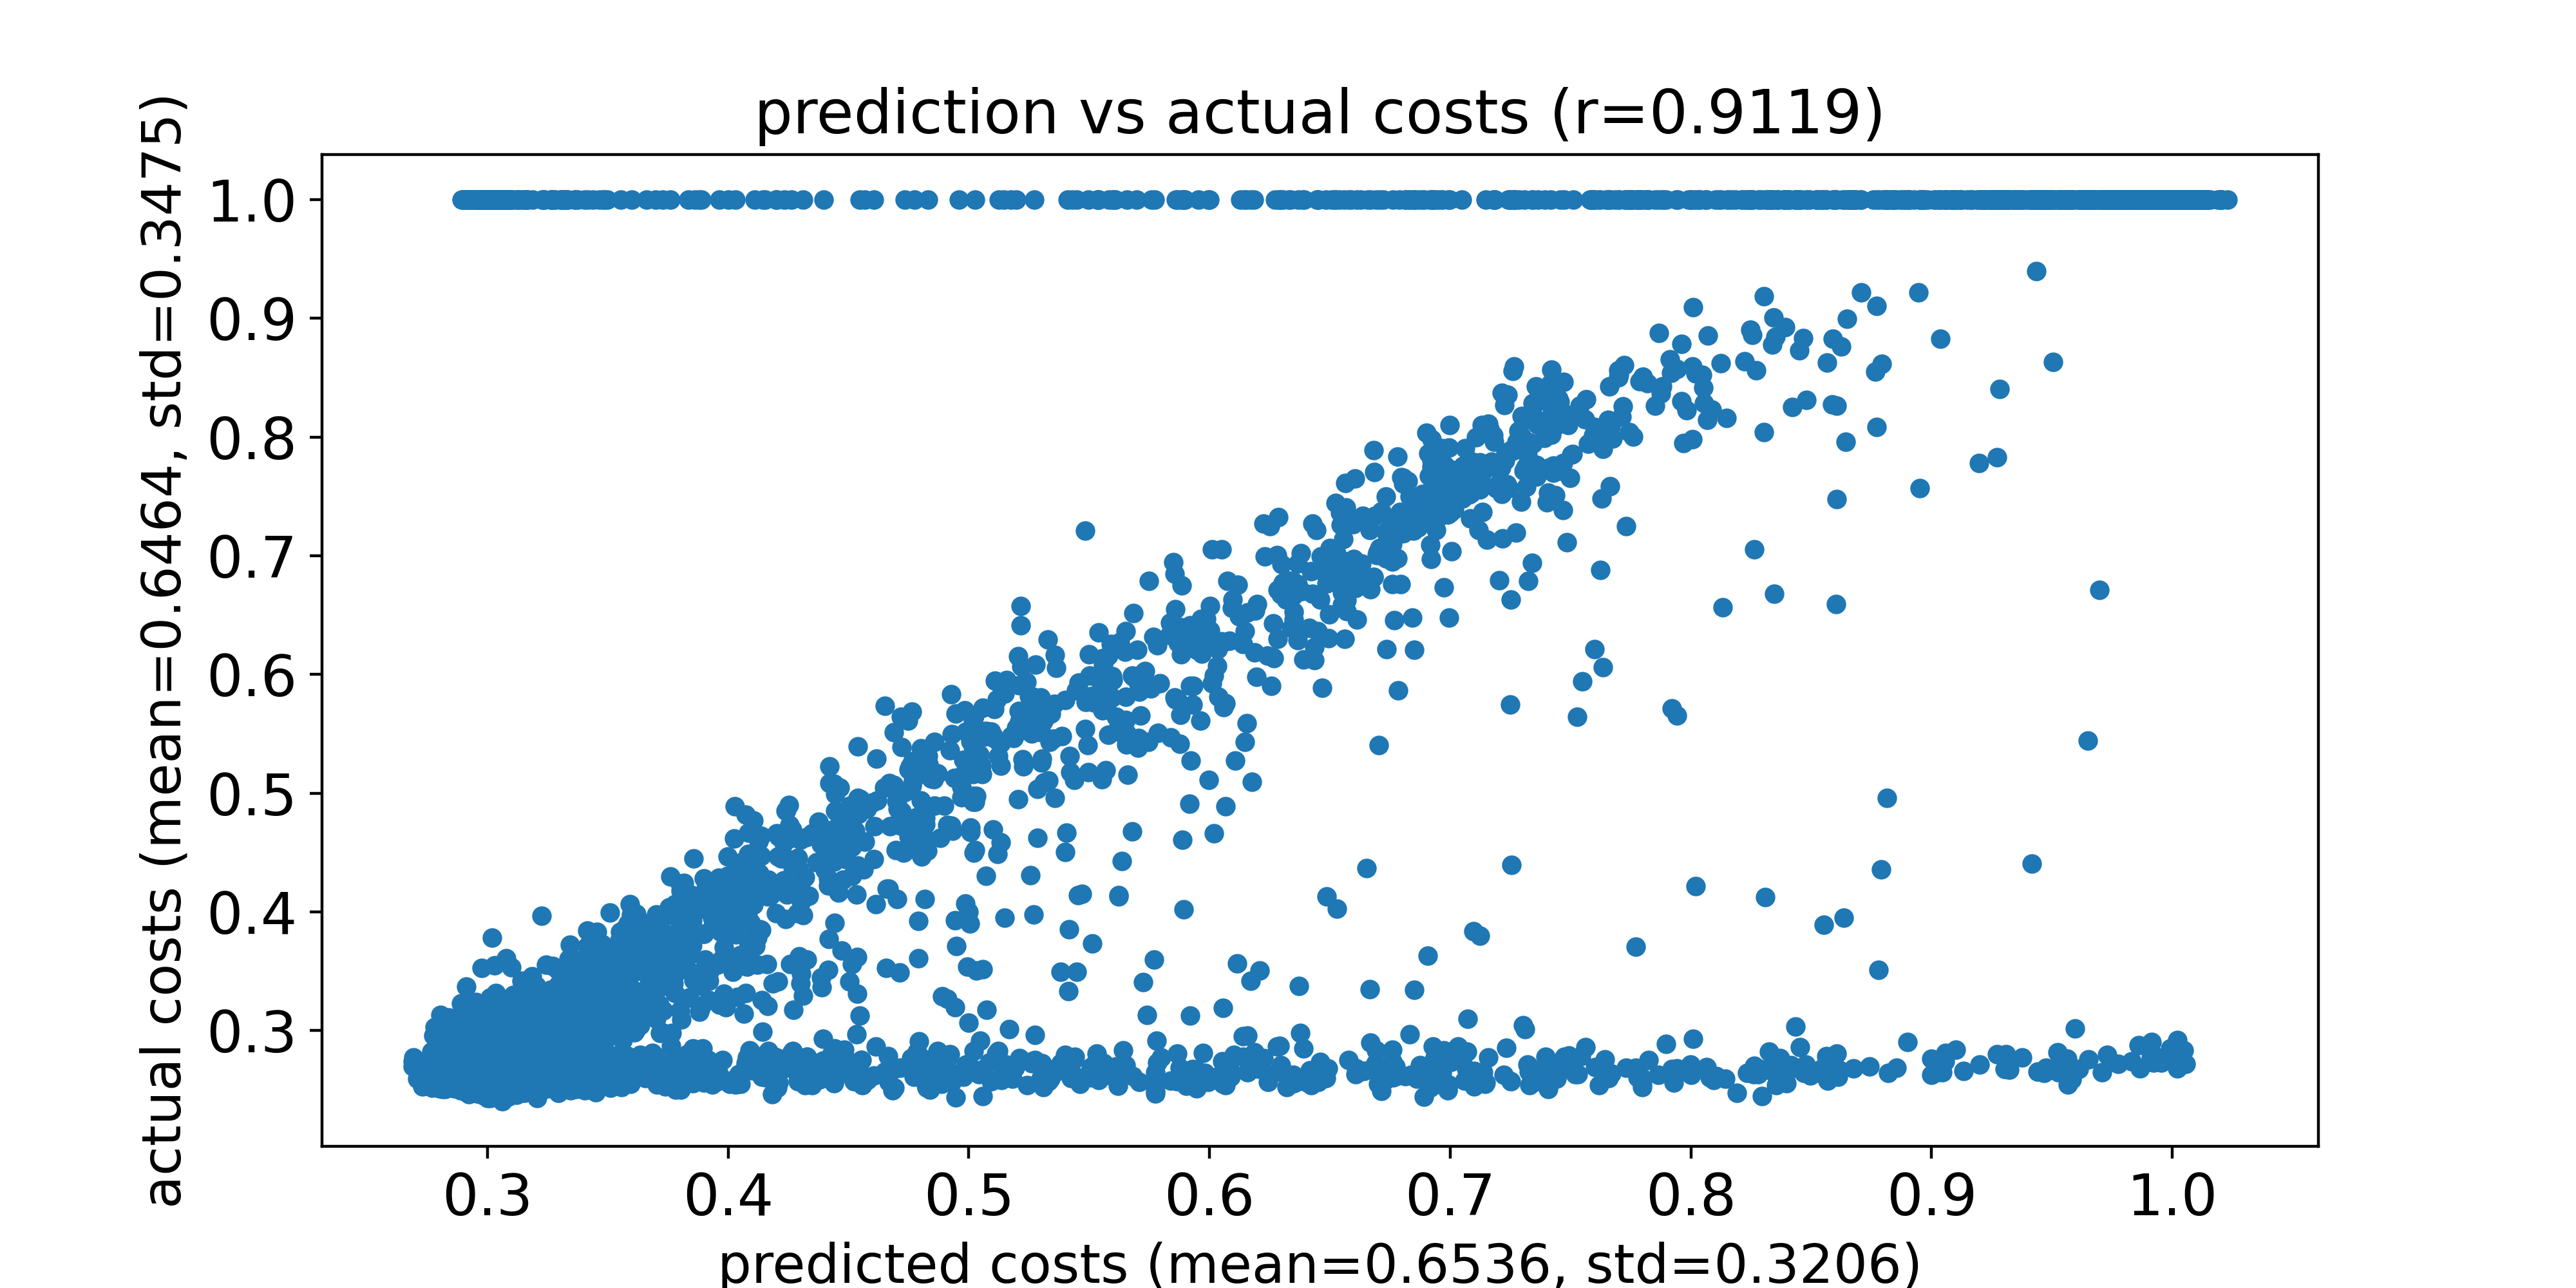 prediction vs actual costs (r=0.9119)
actual costs (mean=0.6464, std=0.3475)
1.0
0.9
0.8
0.7
0.6
0.5
0.4
0.3
0.3 0.4 0.5 0.6 0.7 0.8 0.9 1.0
predicted costs (mean=0.6536, std=0.3206)